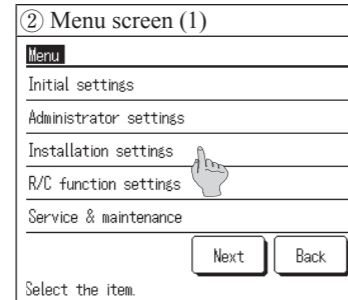 ② Menu screen (1)
Menu
Initial settings
Administrator settings
Installation settings
R/C function settings
Service & maintenance
Next Back
Select the item.